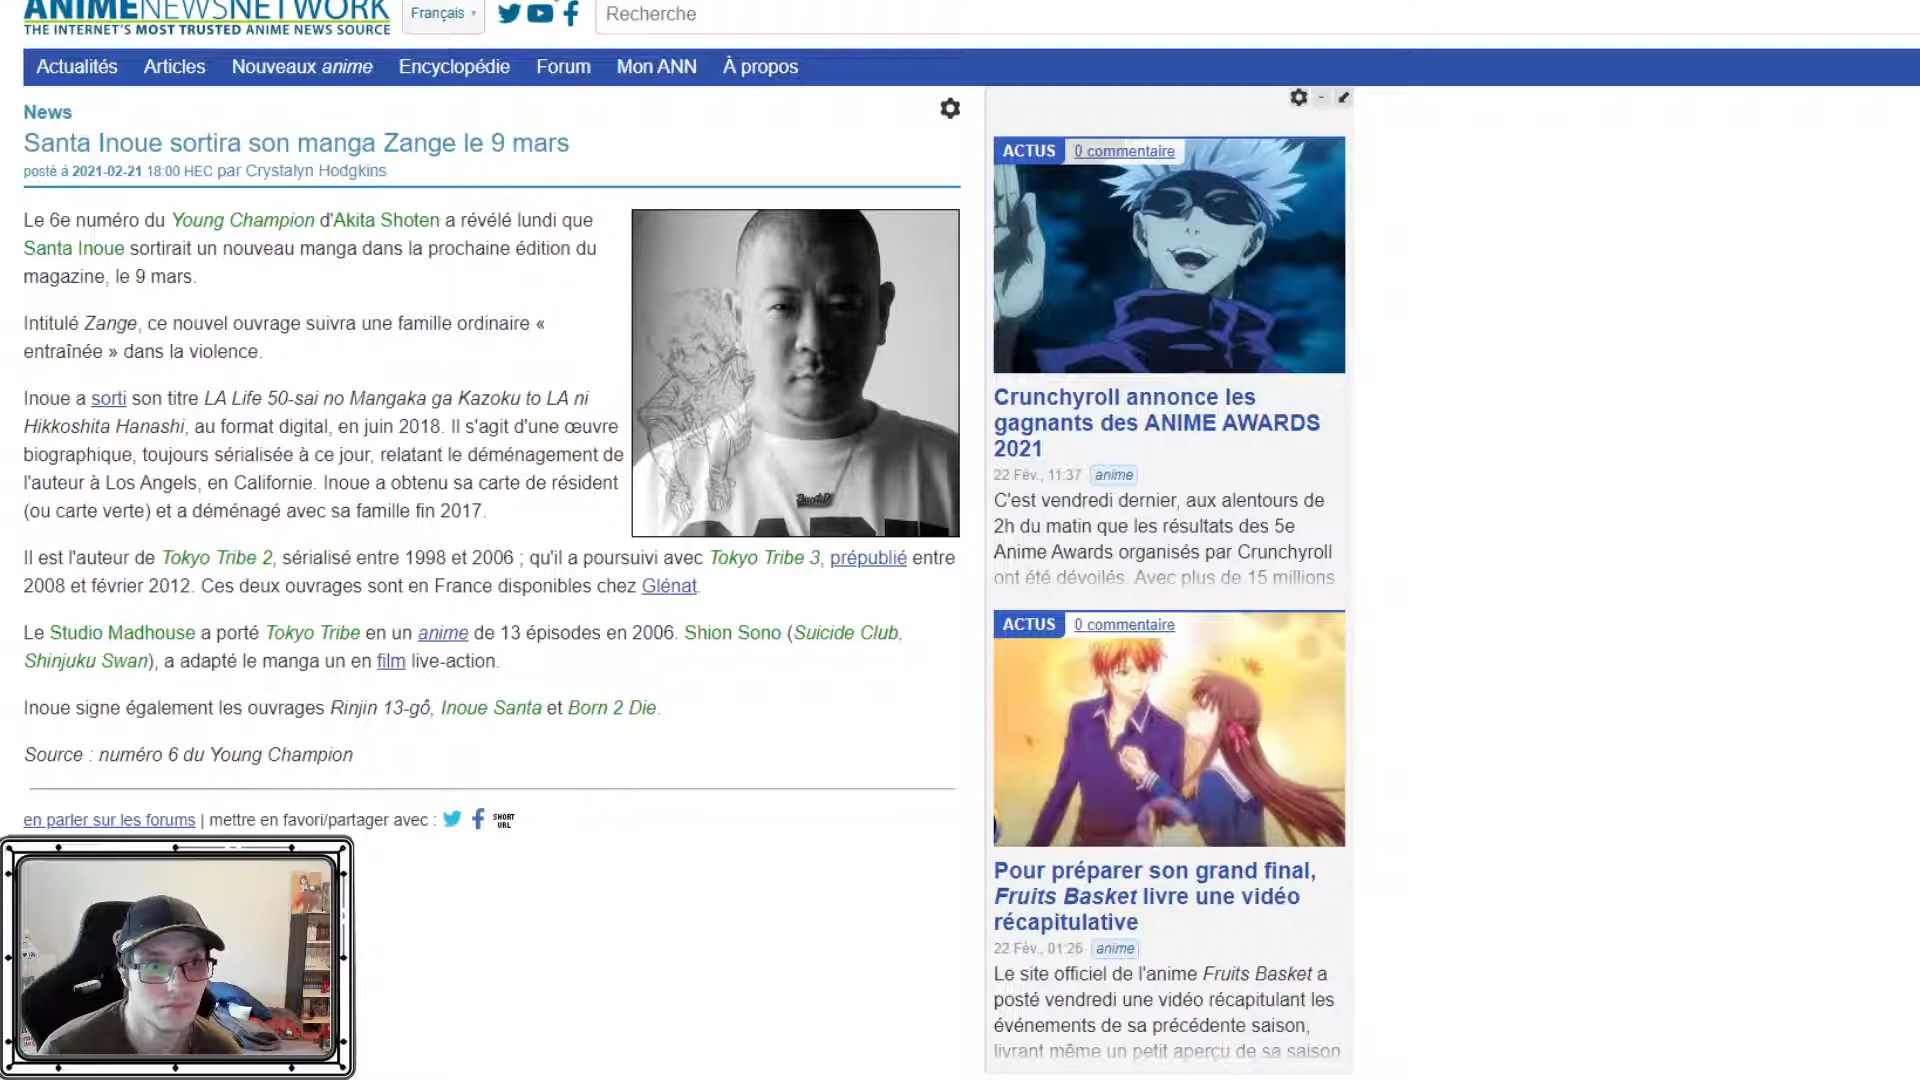 ANIMENEWSNETWORK
THE INTERNET'S MOST TRUSTED ANIME NEWS SOURCE
Français
Recherche
Actualités Articles Nouveaux anime Encyclopédie Forum Mon ANN À propos
News
Santa Inoue sortira son manga Zange le 9 mars
posté à 2021-02-21 18:00 HEC par Crystalyn Hodgkins
Le 6e numéro du Young Champion d'Akita Shoten a révélé lundi que
Santa Inoue sortirait un nouveau manga dans la prochaine édition du
magazine, le 9 mars.
Intitulé Zange, ce nouvel ouvrage suivra une famille ordinaire «
entraînée » dans la violence.
Inoue a sorti son titre LA Life 50-sai no Mangaka ga Kazoku to LA ni
Hikkoshita Hanashi, au format digital, en juin 2018. Il s'agit d'une œuvre
biographique, toujours sérialisée à ce jour, relatant le déménagement de
l'auteur à Los Angels, en Californie. Inoue a obtenu sa carte de résident
(ou carte verte) et a déménagé avec sa famille fin 2017.
Il est l'auteur de Tokyo Tribe 2, sérialisé entre 1998 et 2006 ; qu'il a poursuivi avec Tokyo Tribe 3, prépublié entre
2008 et février 2012. Ces deux ouvrages sont en France disponibles chez Glénat.
Le Studio Madhouse a porté Tokyo Tribe en un anime de 13 épisodes en 2006. Shion Sono (Suicide Club,
Shinjuku Swan), a adapté le manga un en film live-action.
Inoue signe également les ouvrages Rinjin 13-gô, Inoue Santa et Born 2 Die.
Source : numéro 6 du Young Champion
en parler sur les forums | mettre en favori/partager avec :
SHORT
URL
ACTUS 0 commentaire
Crunchyroll annonce les
gagnants des ANIME AWARDS
2021
22 Fév., 11:37 anime
C'est vendredi dernier, aux alentours de
2h du matin que les résultats des 5e
Anime Awards organisés par Crunchyroll
ont été dévoilés. Avec plus de 15 millions
ACTUS 0 commentaire
Pour préparer son grand final,
Fruits Basket livre une vidéo
récapitulative
22 Fév., 01:26 anime
Le site officiel de l'anime Fruits Basket a
posté vendredi une vidéo récapitulant les
événements de sa précédente saison,
livrant même un petit aperçu de sa saison